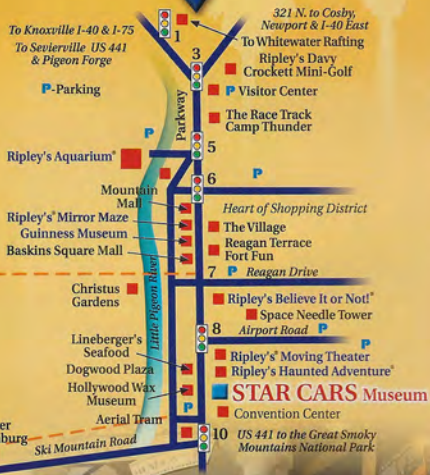 321 N. to Cosby,
Newport & I-40 East
To Knoxville I-40 & I-75
To Sevierville US 441
& Pigeon Forge
1
To Whitewater Rafting
3
Ripley's Davy
Crockett Mini-Golf
P-Parking
P Visitor Center
Parkway
The Race Track
Camp Thunder
P
5
Ripley's Aquarium®
6
P
Mountain
Mall
Heart of Shopping District
Ripley's® Mirror Maze
Guinness Museum
The Village
Baskins Square Mall
Reagan Terrace
Fort Fun
7
P Reagan Drive
Little Pigeon River
Christus
Gardens
Ripley's Believe It or Not!®
Space Needle Tower
8
Airport Road P
P
Lineberger's
Seafood
Ripley's® Moving Theater
Dogwood Plaza
Ripley's Haunted Adventure®
Hollywood Wax
Museum
STAR CARS Museum
P
Aerial Tram
Convention Center
er
burg
Ski Mountain Road
10 US 441 to the Great Smoky
Mountains National Park